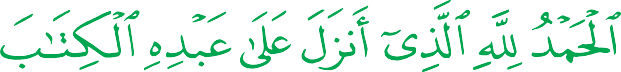 ٱلْحَمْدُ لِلَّهِ ٱلَّذِىٓ أَنزَلَ عَلَىٰ عَبْدِهِ ٱلْكِتَـٰبَ